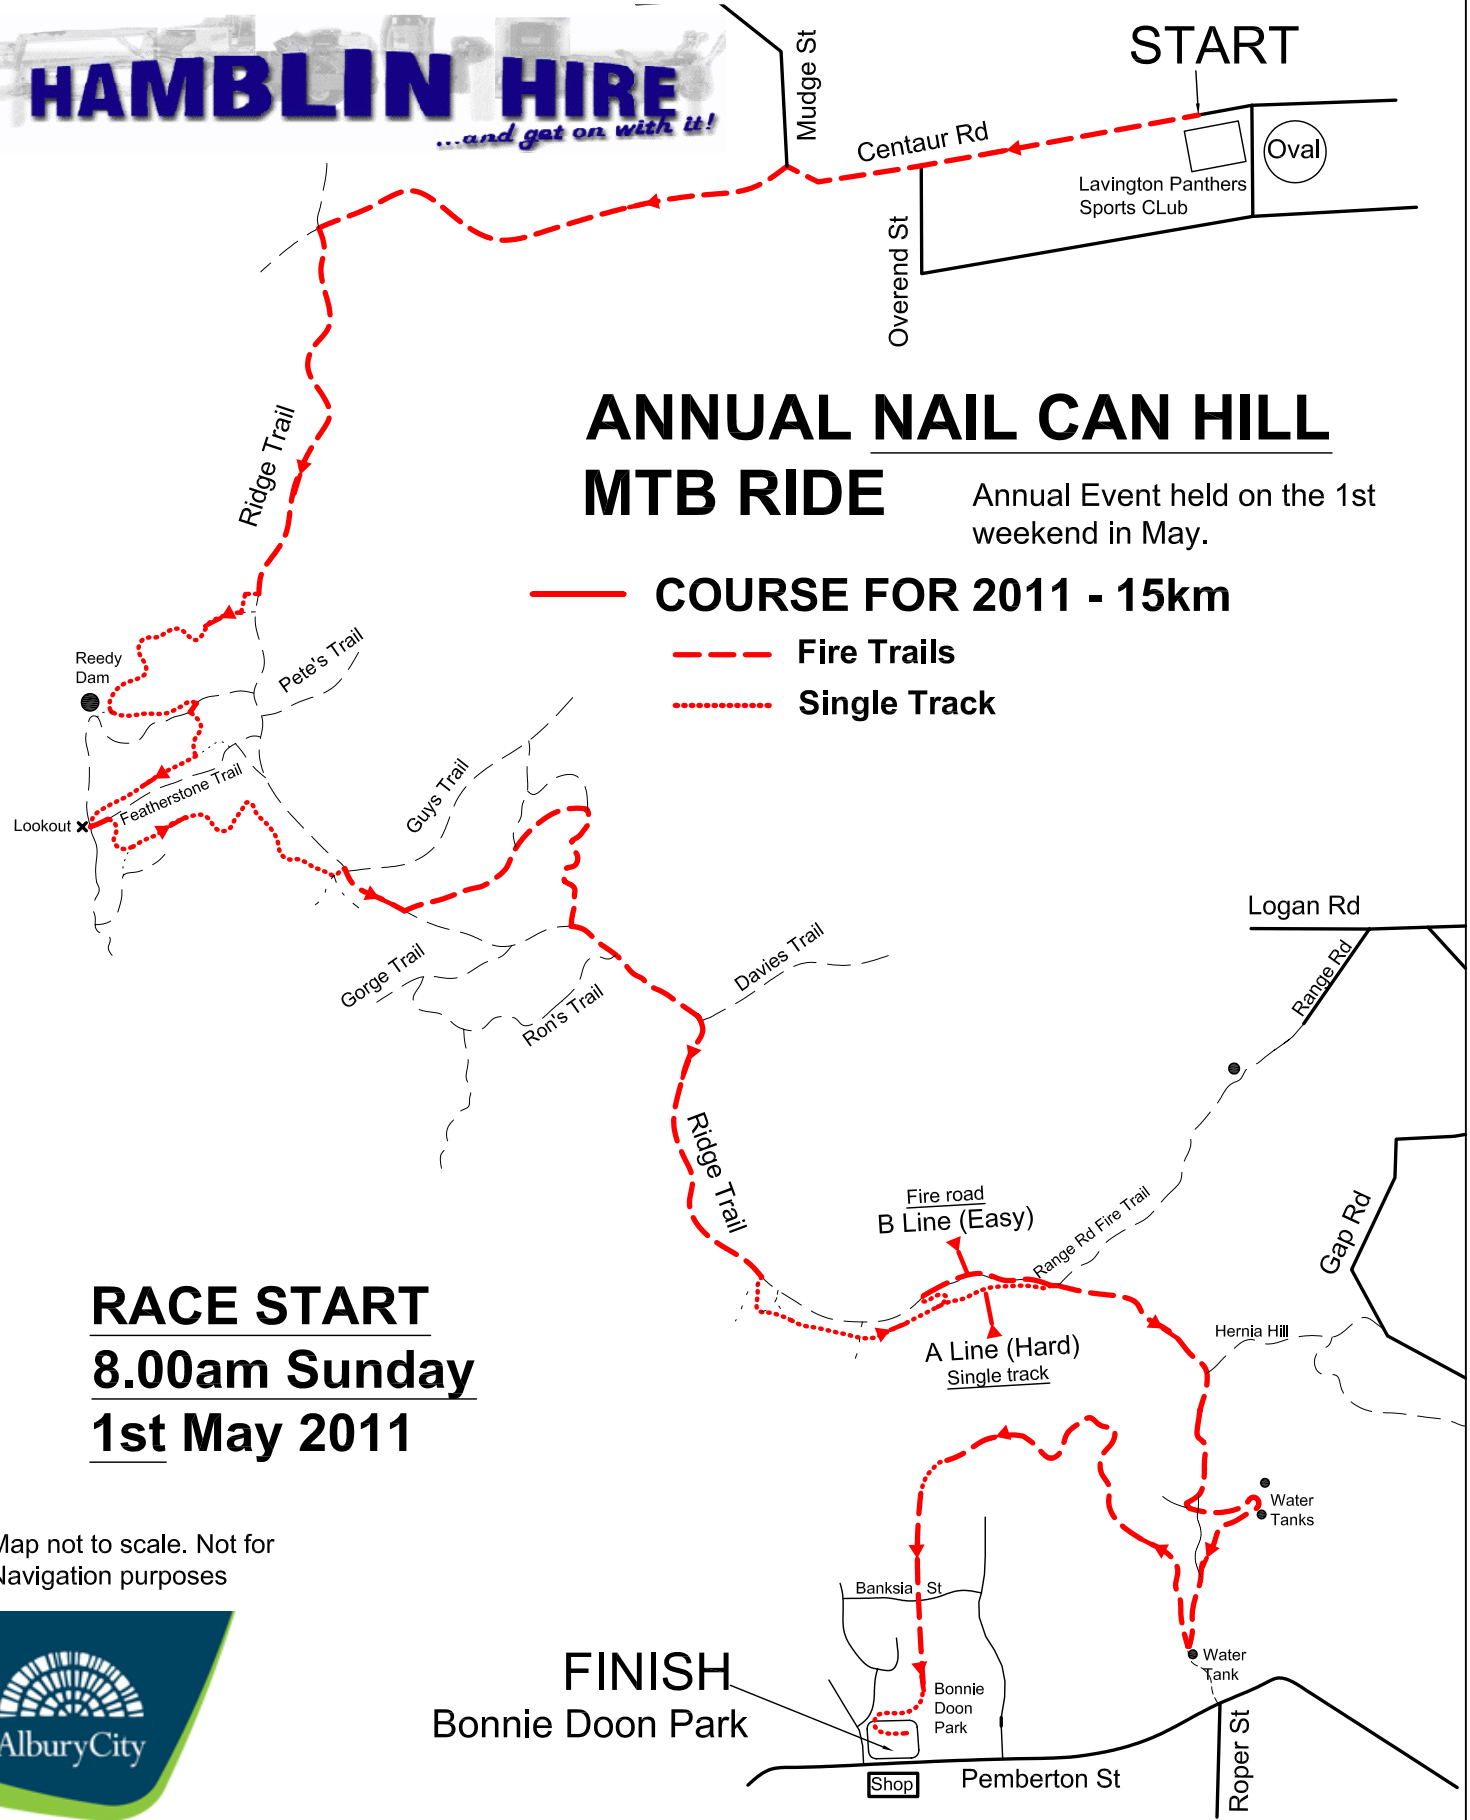 HAMBLIN HIRE
...and get on with it!
START
Mudge St
Centaur Rd
Oval
Lavington Panthers
Sports CLub
Overend St
Ridge Trail
ANNUAL NAIL CAN HILL
MTB RIDE
Annual Event held on the 1st
weekend in May.
COURSE FOR 2011 - 15km
Fire Trails
Single Track
Reedy
Dam
Pete's Trail
Featherstone Trail
Lookout
Guys Trail
Gorge Trail
Ron's Trail
Davies Trail
Logan Rd
Range Rd
Ridge Trail
Fire road
B Line (Easy)
Range Rd Fire Trail
Gap Rd
A Line (Hard)
Single track
Hernia Hill
RACE START
8.00am Sunday
1st May 2011
Water
Tanks
Map not to scale. Not for
Navigation purposes
Banksia St
Water
Tank
FINISH
Bonnie Doon Park
Bonnie
Doon
Park
Shop
Pemberton St
Roper St
AlburyCity